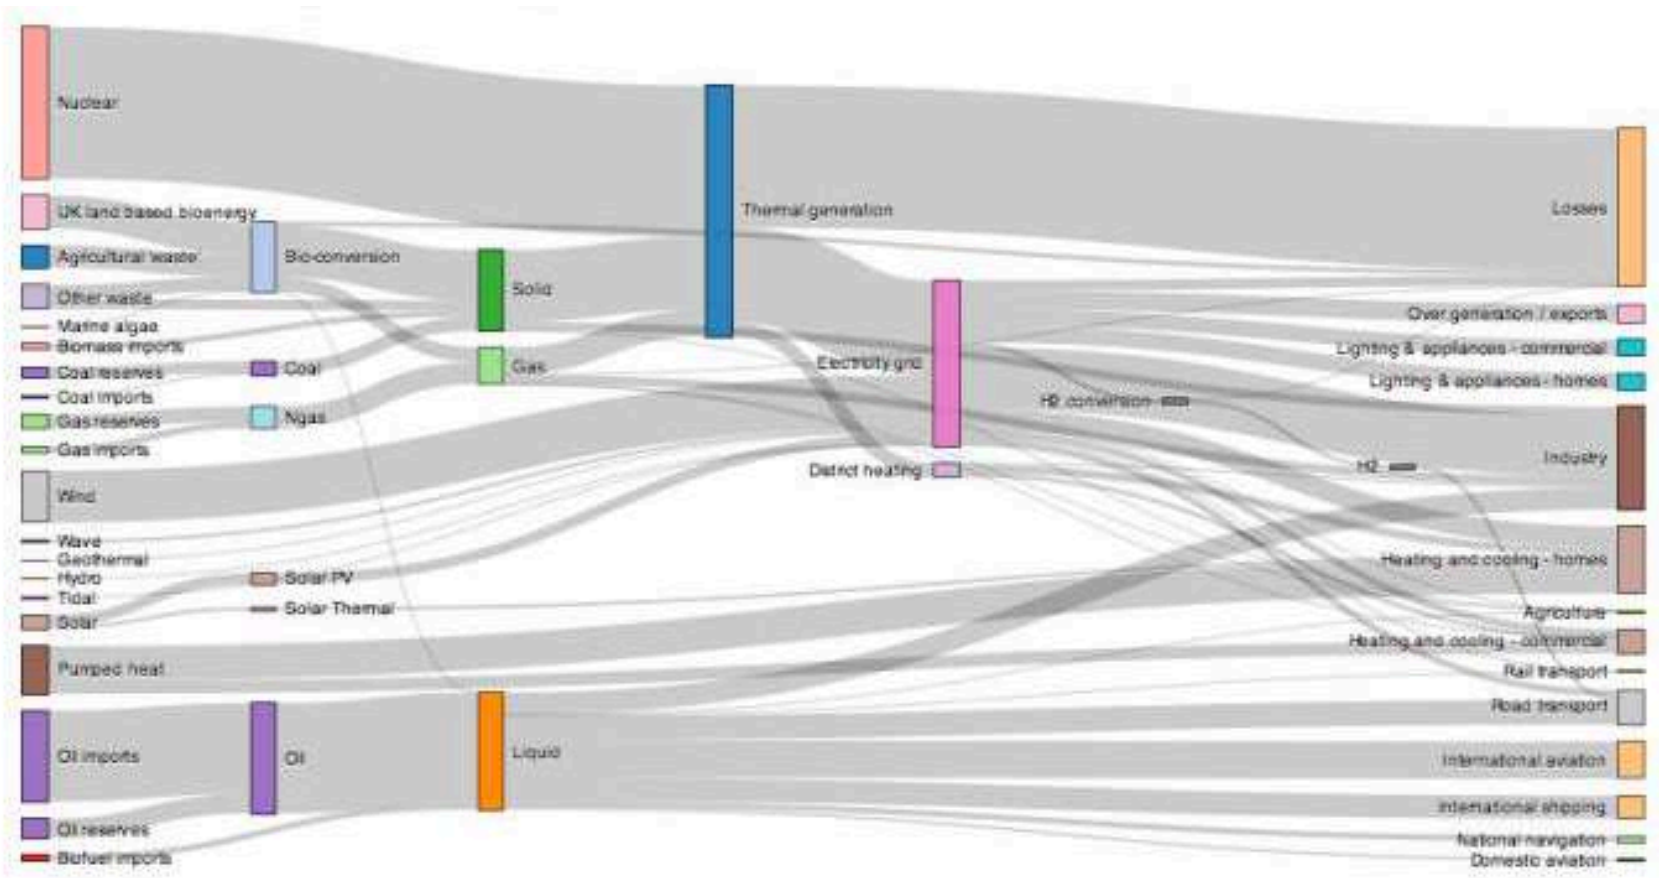 Nuclear
UK land based bioenergy
Agricultural 'waste'
Other waste
Marine algae
Biomass imports
Coal reserves
Coal imports
Gas reserves
Gas imports
Wind
Wave
Geothermal
Hydro
Tidal
Solar
Pumped heat
Oil imports
Oil reserves
Biofuel imports
Bio-conversion
Coal
Ngas
Solar PV
Solar Thermal
Oil
Solid
Gas
Liquid
Thermal generation
Electricity grid
District heating
H2 conversion
H2
Losses
Over generation / exports
Lighting & appliances - commercial
Lighting & appliances - homes
Industry
Heating and cooling - homes
Agriculture
Heating and cooling - commercial
Rail transport
Road transport
International aviation
International shipping
National navigation
Domestic aviation